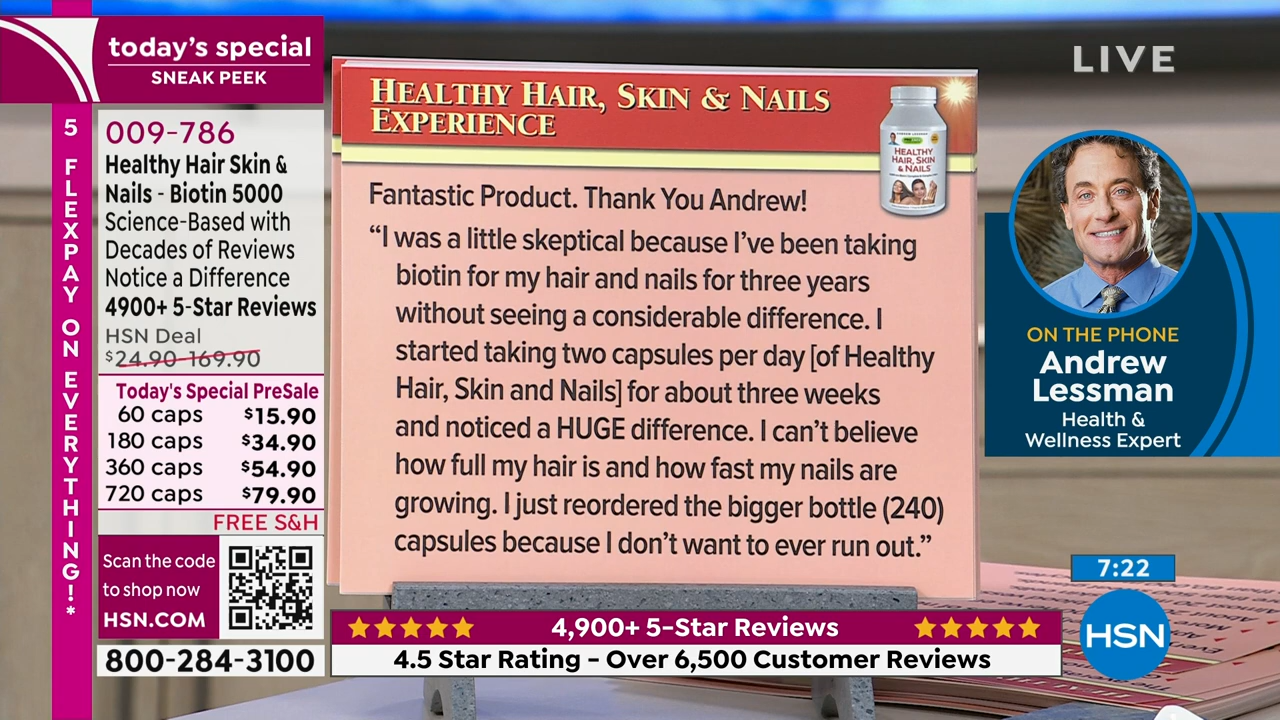 today's special
SNEAK PEEK
5 FLEXPAY ON EVERYTHING!*
009-786
Healthy Hair Skin &
Nails - Biotin 5000
Science-Based with
Decades of Reviews
Notice a Difference
4900+ 5-Star Reviews
HSN Deal
$24.90-169.90
Today's Special PreSale
60 caps $15.90
180 caps $34.90
360 caps $54.90
720 caps $79.90
FREE S&H
Scan the code
to shop now
HSN.COM
800-284-3100
HEALTHY HAIR, SKIN & NAILS
EXPERIENCE
HEALTHY
HAIR, SKIN
& NAILS
Fantastic Product. Thank You Andrew!
“I was a little skeptical because I’ve been taking
biotin for my hair and nails for three years
without seeing a considerable difference. I
started taking two capsules per day [of Healthy
Hair, Skin and Nails] for about three weeks
and noticed a HUGE difference. I can’t believe
how full my hair is and how fast my nails are
growing. I just reordered the bigger bottle (240)
capsules because I don’t want to ever run out.”
4,900+ 5-Star Reviews
4.5 Star Rating – Over 6,500 Customer Reviews
LIVE
ON THE PHONE
Andrew
Lessman
Health &
Wellness Expert
7:22
HSN